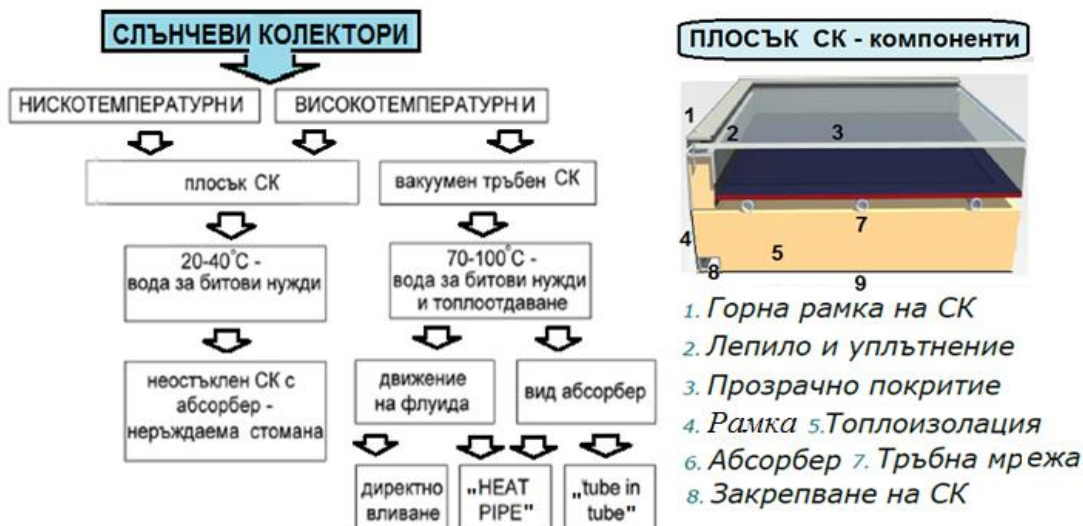 СЛЪНЧЕВИ КОЛЕКТОРИ
НИСКОТЕМПЕРАТУРНИ
ВИСОКОТЕМПЕРАТУРНИ
плосък СК
вакуумен тръбен СК
20-40°C -
вода за битови нужди
70-100°C -
вода за битови нужди
и топлоотдаване
неостъклен СК с
абсорбер -
неръждаема стомана
движение
на флуида
вид абсорбер
директно
вливане
„HEAT
PIPE"
„tube in
tube"
ПЛОСЪК СК - компоненти
1
2
3
4
5
7
8
9
1. Горна рамка на СК
2. Лепило и уплътнение
3. Прозрачно покритие
4. Рамка 5.Топлоизолация
6. Абсорбер 7. Тръбна мрежа
8. Закрепване на СК